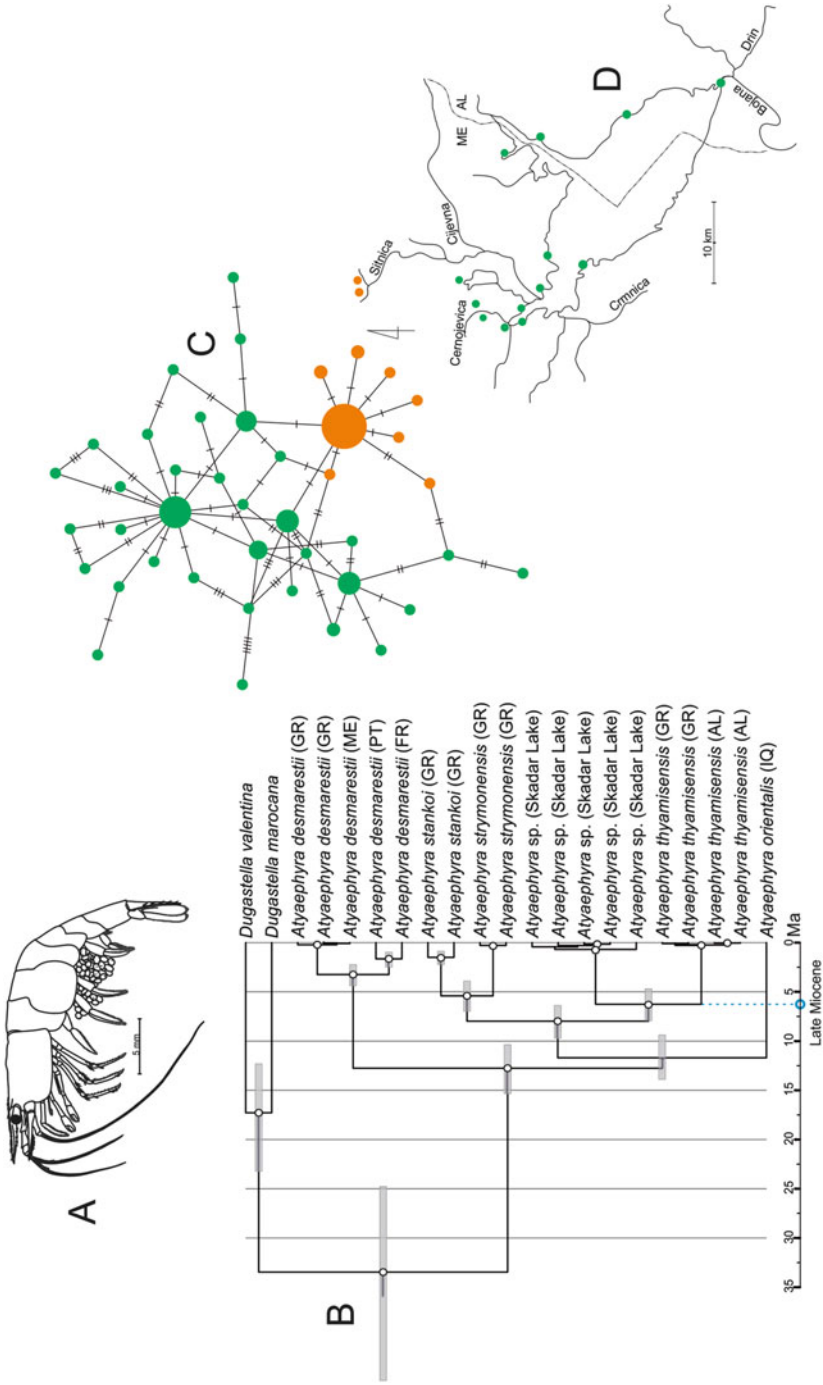 A
5 mm
B
Dugastella valentina
Dugastella marocana
Atyaephyra desmarestii (GR)
Atyaephyra desmarestii (GR)
Atyaephyra desmarestii (ME)
Atyaephyra desmarestii (PT)
Atyaephyra desmarestii (FR)
Atyaephyra stankoi (GR)
Atyaephyra stankoi (GR)
Atyaephyra strymonensis (GR)
Atyaephyra strymonensis (GR)
Atyaephyra sp. (Skadar Lake)
Atyaephyra sp. (Skadar Lake)
Atyaephyra sp. (Skadar Lake)
Atyaephyra sp. (Skadar Lake)
Atyaephyra sp. (Skadar Lake)
Atyaephyra thyamisensis (GR)
Atyaephyra thyamisensis (GR)
Atyaephyra thyamisensis (AL)
Atyaephyra thyamisensis (AL)
Atyaephyra orientalis (IQ)
35 30 25 20 15 10 5 0 Ma
Late Miocene
C
D
Sitnica
Cijevna
ME AL
Cernojevica
Crmnica
10 km
Drin
Bojana